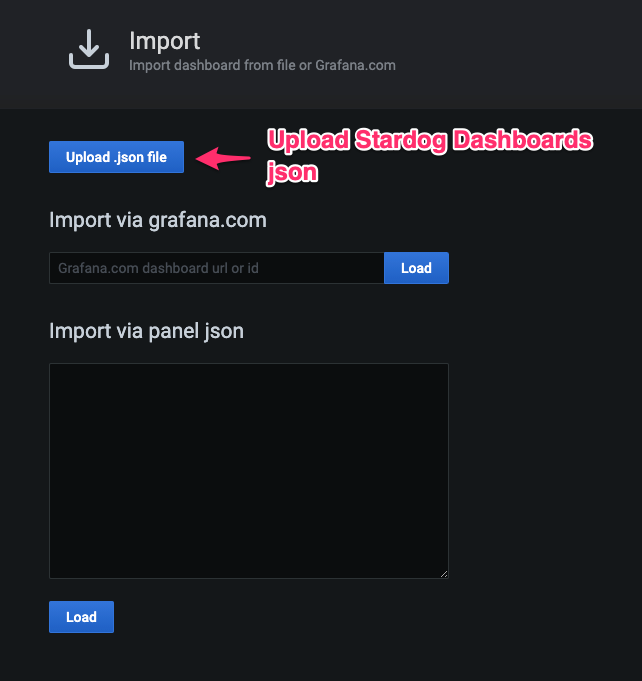 Import
Import dashboard from file or Grafana.com
Upload .json file
Upload Stardog Dashboards
json
Import via grafana.com
Grafana.com dashboard url or id
Load
Import via panel json
Load